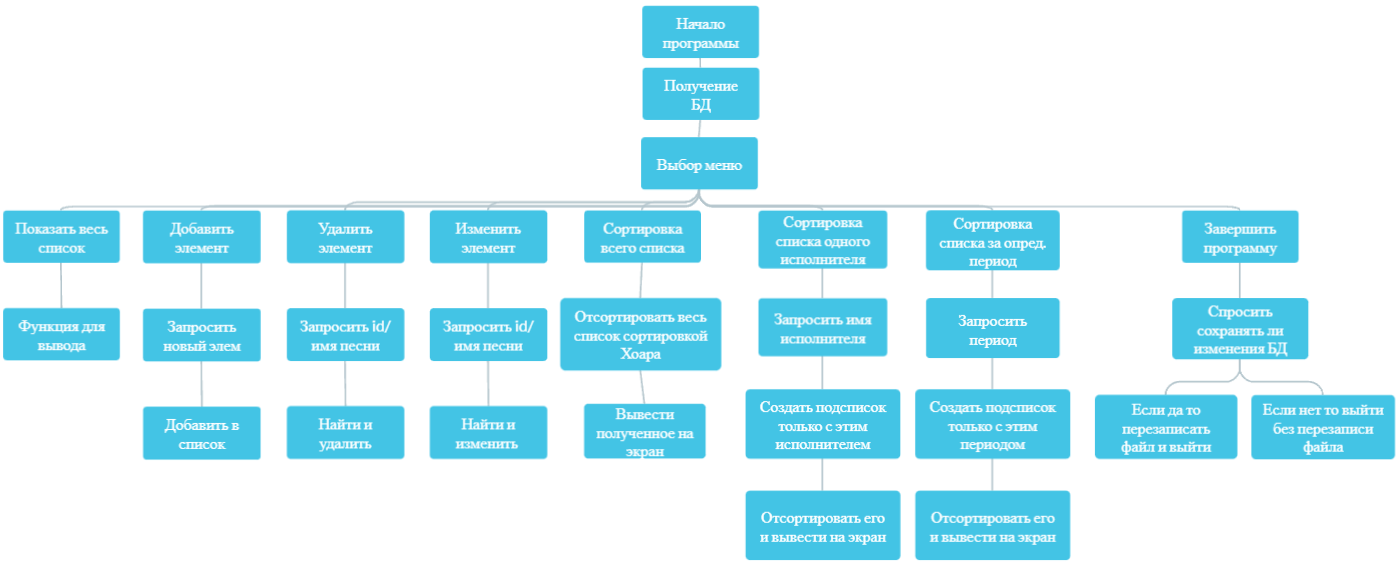 Начало
программы
Получение
БД
Выбор меню
Показать весь
список
Добавить
элемент
Удалить
элемент
Изменить
элемент
Сортировка
всего списка
Сортировка
списка одного
исполнителя
Сортировка
списка за опред.
период
Завершить
программу
Функция для
вывода
Запросить
новый элем
Запросить id/
имя песни
Запросить id/
имя песни
Отсортировать весь
список сортировкой
Хоара
Запросить имя
исполнителя
Запросить
период
Спросить
сохранять ли
изменения БД
Добавить в
список
Найти и
удалить
Найти и
изменить
Вывести
полученное на
экран
Создать подсписок
только с этим
исполнителем
Создать подсписок
только с этим
периодом
Если да то
перезаписать
файл и выйти
Если нет то выйти
без перезаписи
файла
Отсортировать его
и вывести на экран
Отсортировать его
и вывести на экран